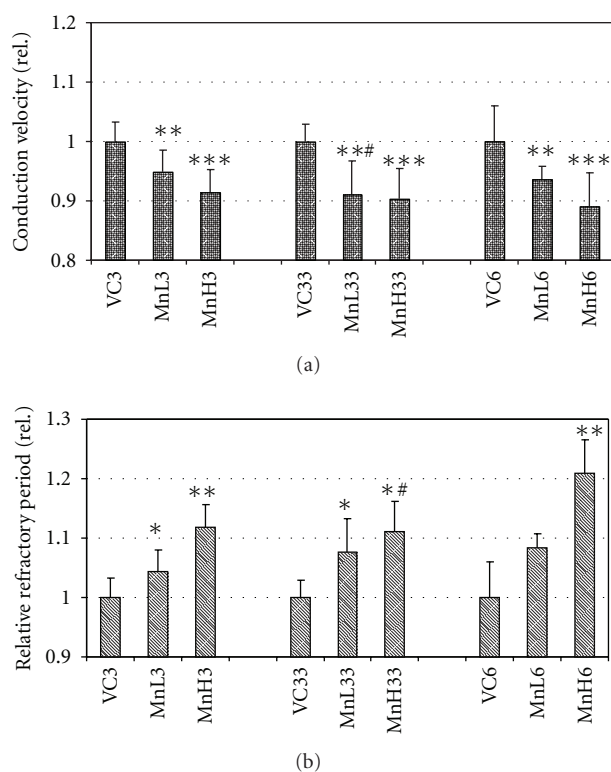 Conduction velocity (rel.)
1.2
1.1
1
0.9
0.8
∗∗
∗∗∗
∗∗#
∗∗∗
∗∗
∗∗∗
VC3
MnL3
MnH3
VC33
MnL33
MnH33
VC6
MnL6
MnH6
(a)
Relative refractory period (rel.)
1.3
1.2
1.1
1
0.9
∗
∗∗
∗
∗#
∗∗
VC3
MnL3
MnH3
VC33
MnL33
MnH33
VC6
MnL6
MnH6
(b)